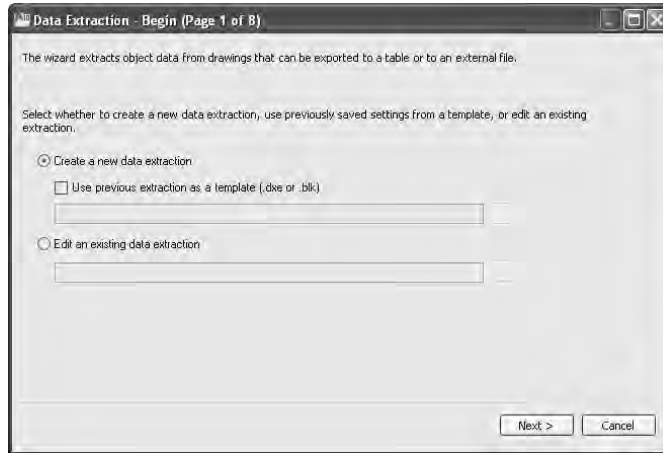 Data Extraction - Begin (Page 1 of 8)
The wizard extracts object data from drawings that can be exported to a table or to an external file.
Select whether to create a new data extraction, use previously saved settings from a template, or edit an existing
extraction.
Create a new data extraction
Use previous extraction as a template (.dxe or .blk)
Edit an existing data extraction
Next >
Cancel